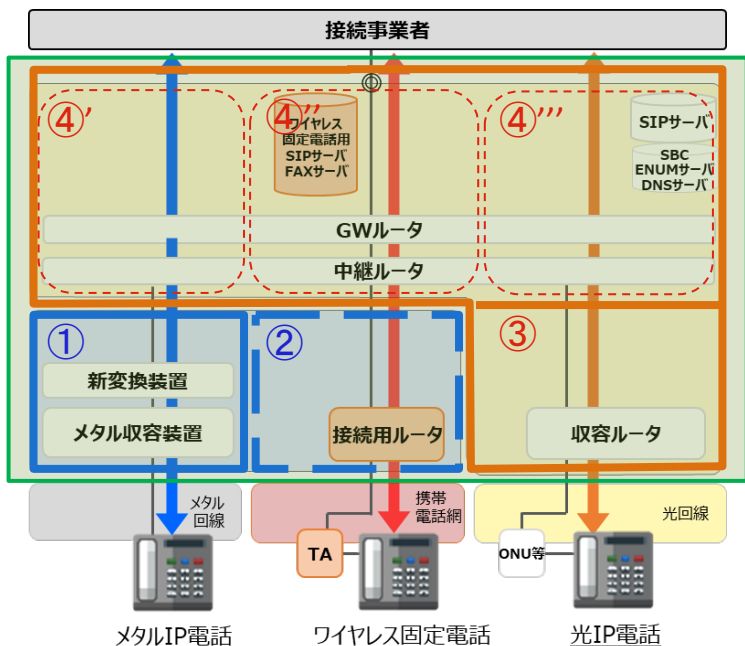 接続事業者
④'
④''
④'''
ワイヤレス
固定電話用
SIPサーバ
FAXサーバ
SIPサーバ
SBC
ENUMサーバ
DNSサーバ
GWルータ
中継ルータ
①
②
③
新変換装置
メタル収容装置
接続用ルータ
収容ルータ
メタル
回線
携帯
電話網
光回線
TA
ONU等
メタルIP電話
ワイヤレス固定電話
光IP電話